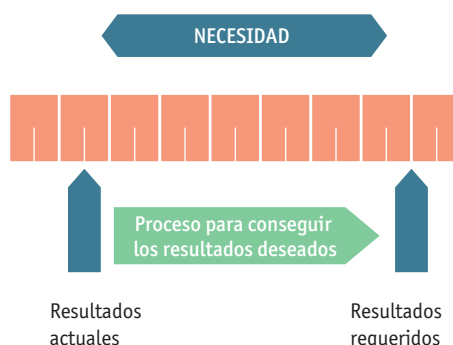 NECESIDAD
Proceso para conseguir
los resultados deseados
Resultados
actuales
Resultados
requeridos